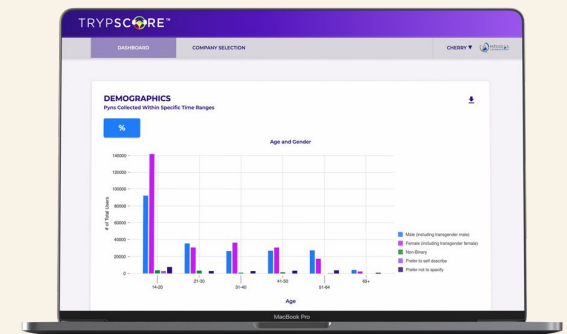 TRYPSCORE™
DASHBOARD
COMPANY SELECTION
CHERRY ▼
DEMOGRAPHICS
Pyns Collected Within Specific Time Ranges
%
Age and Gender
# of Total Users
140000
120000
100000
80000
60000
40000
20000
0
14-20
21-30
31-40
41-50
51-64
65+
Age
Male (including transgender male)
Female (including transgender female)
Non-Binary
Prefer to self describe
Prefer not to specify
MacBook Pro